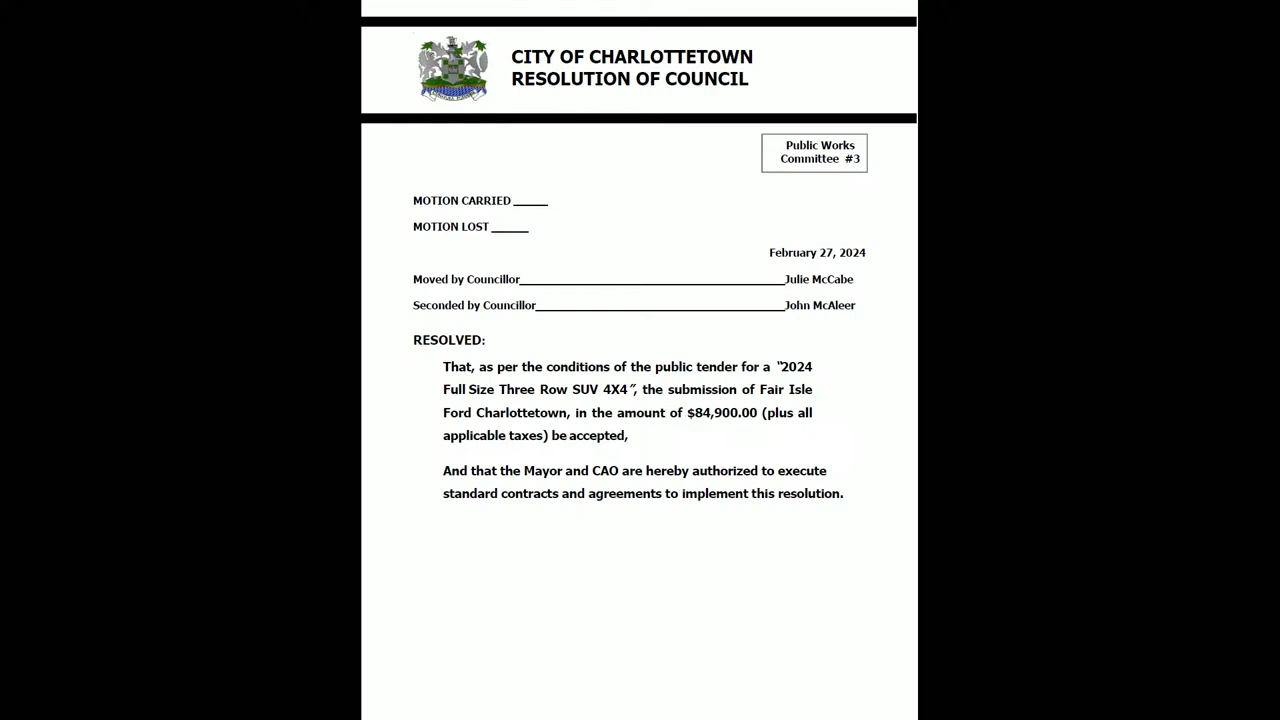 CITY OF CHARLOTTETOWN
RESOLUTION OF COUNCIL
Public Works
Committee #3
MOTION CARRIED ______
MOTION LOST ______
February 27, 2024
Moved by Councillor______________________________Julie McCabe
Seconded by Councillor____________________________John McAleer
RESOLVED:
That, as per the conditions of the public tender for a “2024
Full Size Three Row SUV 4X4”, the submission of Fair Isle
Ford Charlottetown, in the amount of $84,900.00 (plus all
applicable taxes) be accepted,
And that the Mayor and CAO are hereby authorized to execute
standard contracts and agreements to implement this resolution.